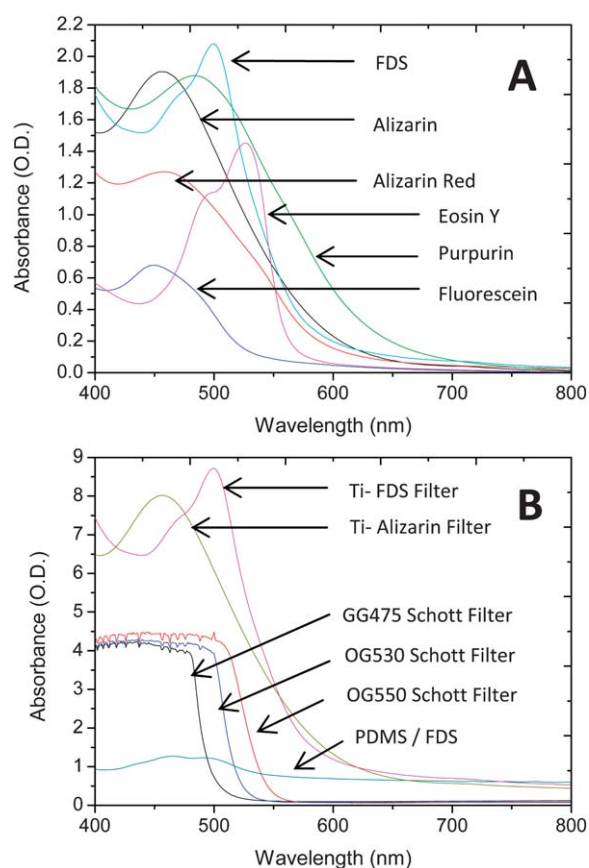 A
2.2
2.0
1.8
1.6
1.4
1.2
1.0
0.8
0.6
0.4
0.2
0.0
Absorbance (O.D.)
FDS
Alizarin
Alizarin Red
Eosin Y
Purpurin
Fluorescein
400 500 600 700 800
Wavelength (nm)
B
9
8
7
6
5
4
3
2
1
0
Absorbance (O.D.)
Ti- FDS Filter
Ti- Alizarin Filter
GG475 Schott Filter
OG530 Schott Filter
OG550 Schott Filter
PDMS / FDS
400 500 600 700 800
Wavelength (nm)